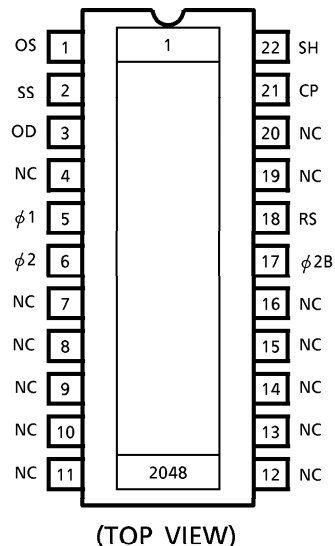 OS 1 1 22 SH
SS 2 21 CP
OD 3 20 NC
NC 4 19 NC
ϕ1 5 18 RS
ϕ2 6 17 ϕ2B
NC 7 16 NC
NC 8 15 NC
NC 9 14 NC
NC 10 13 NC
NC 11 2048 12 NC
(TOP VIEW)